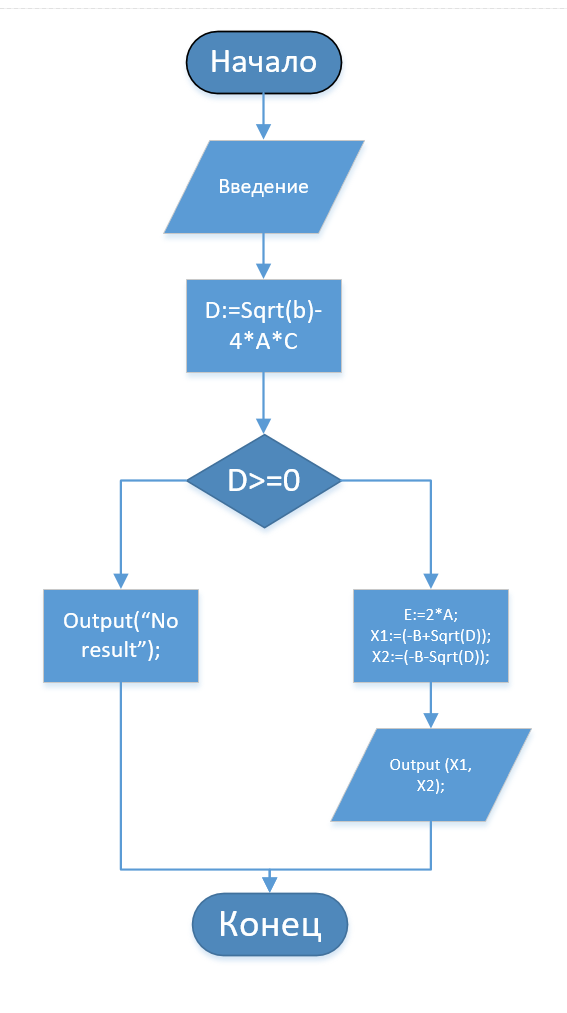 Начало
Введение
D:=Sqrt(b)-
4*A*C
D>=0
Output(“No
result”);
E:=2*A;
X1:=(-B+Sqrt(D));
X2:=(-B-Sqrt(D));
Output (X1,
X2);
Конец